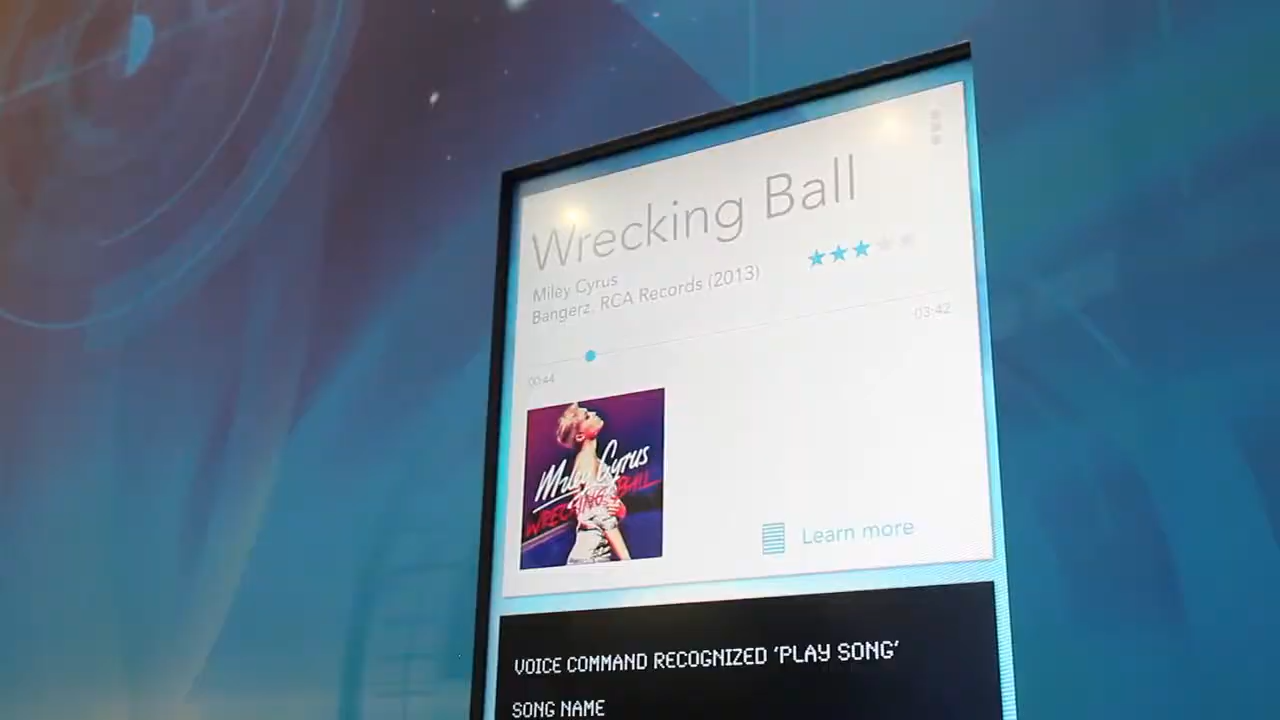 Wrecking Ball
Miley Cyrus
Bangerz, RCA Records (2013)
03:42
00:44
Miley Cyrus
WRECKING BALL
Learn more
VOICE COMMAND RECOGNIZED 'PLAY SONG'
SONG NAME